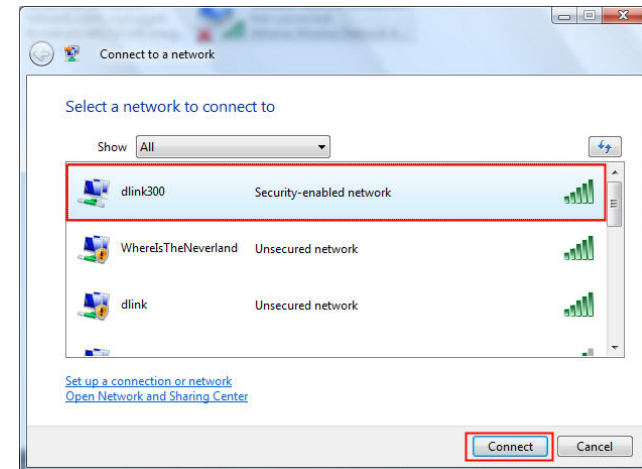 Connect to a network
Select a network to connect to
Show All
dlink300 Security-enabled network
WhereIsTheNeverland Unsecured network
dlink Unsecured network
Set up a connection or network
Open Network and Sharing Center
Connect Cancel